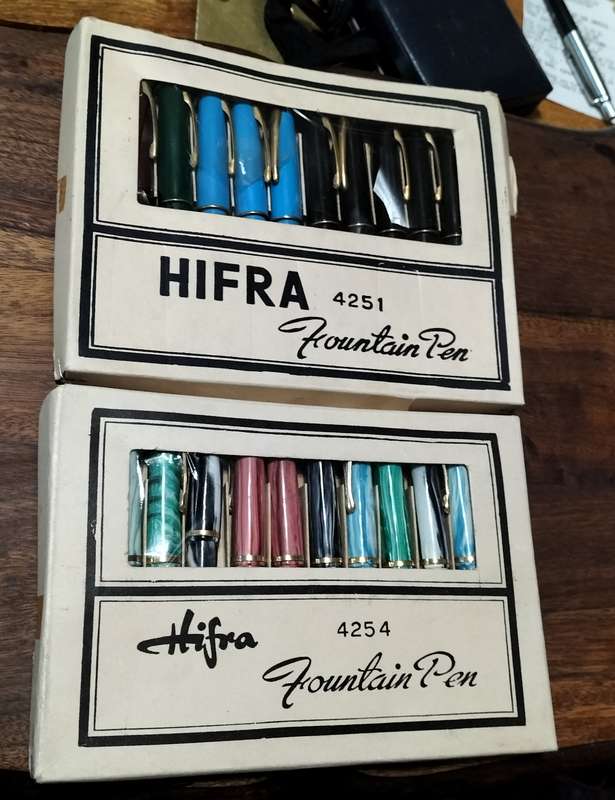 HIFRA 4251
Fountain Pen
Hifra 4254
Fountain Pen